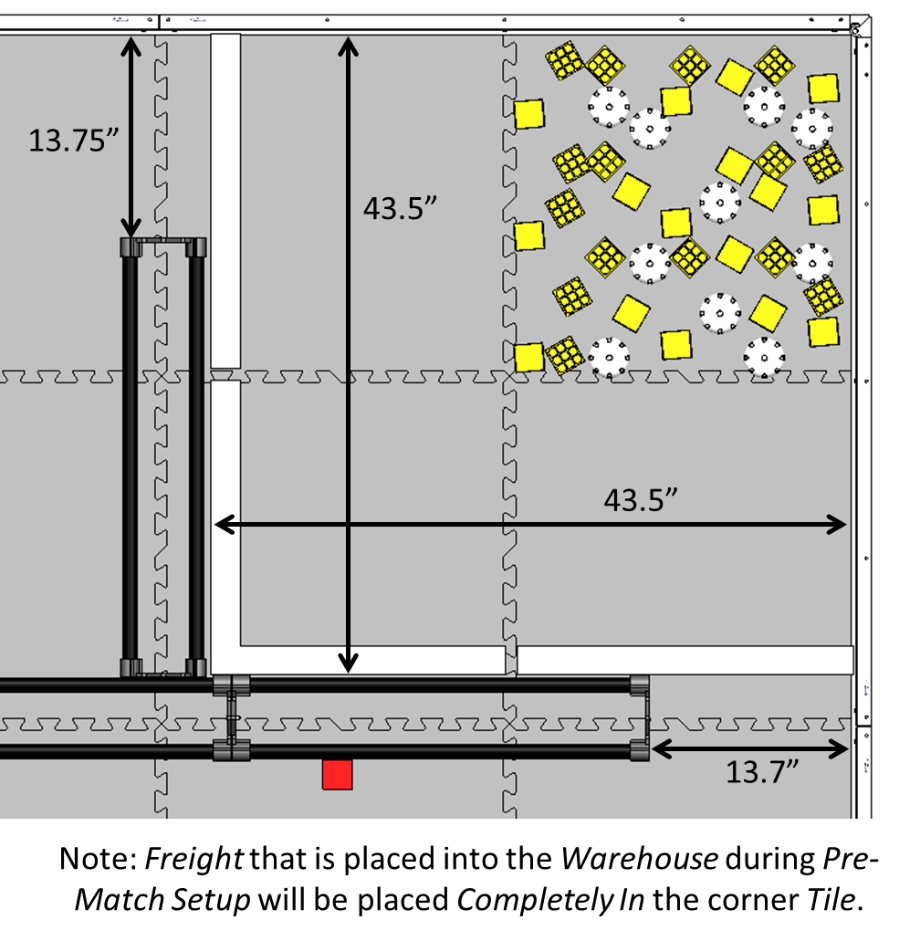 13.75”
43.5”
43.5”
13.7”
Note: Freight that is placed into the Warehouse during Pre-
Match Setup will be placed Completely In the corner Tile.